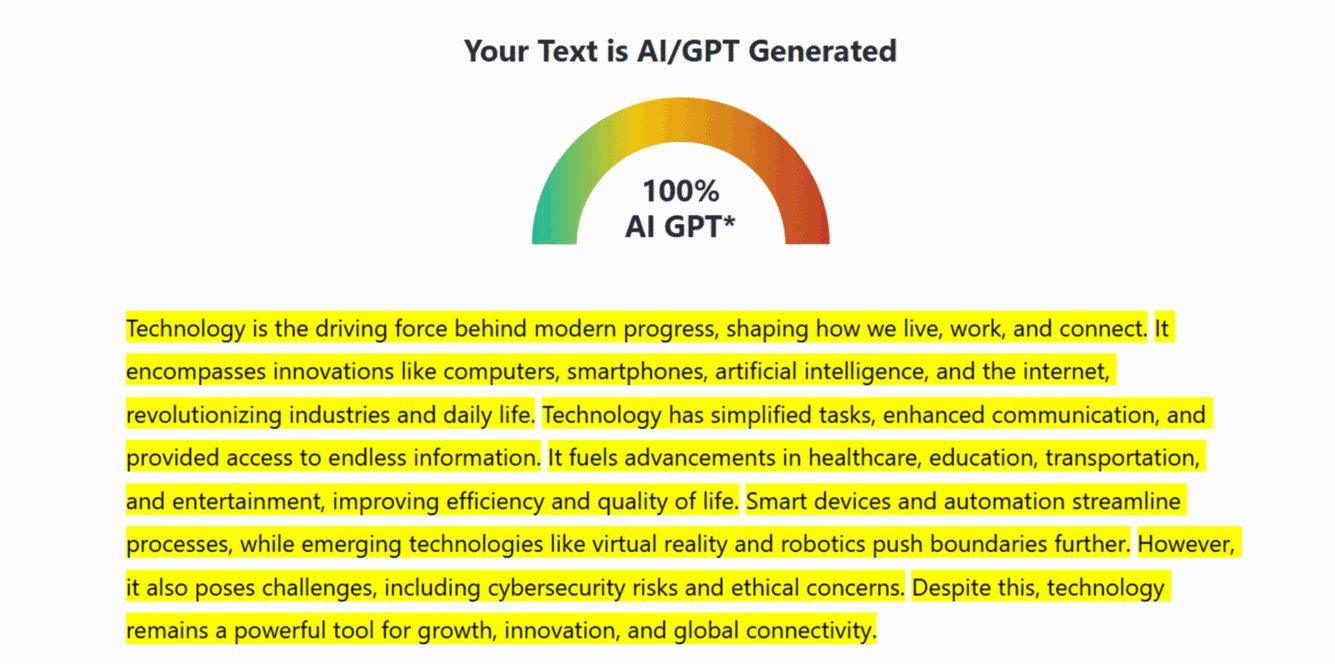 Your Text is AI/GPT Generated
100%
AI GPT*
Technology is the driving force behind modern progress, shaping how we live, work, and connect. It
encompasses innovations like computers, smartphones, artificial intelligence, and the internet,
revolutionizing industries and daily life. Technology has simplified tasks, enhanced communication, and
provided access to endless information. It fuels advancements in healthcare, education, transportation,
and entertainment, improving efficiency and quality of life. Smart devices and automation streamline
processes, while emerging technologies like virtual reality and robotics push boundaries further. However,
it also poses challenges, including cybersecurity risks and ethical concerns. Despite this, technology
remains a powerful tool for growth, innovation, and global connectivity.